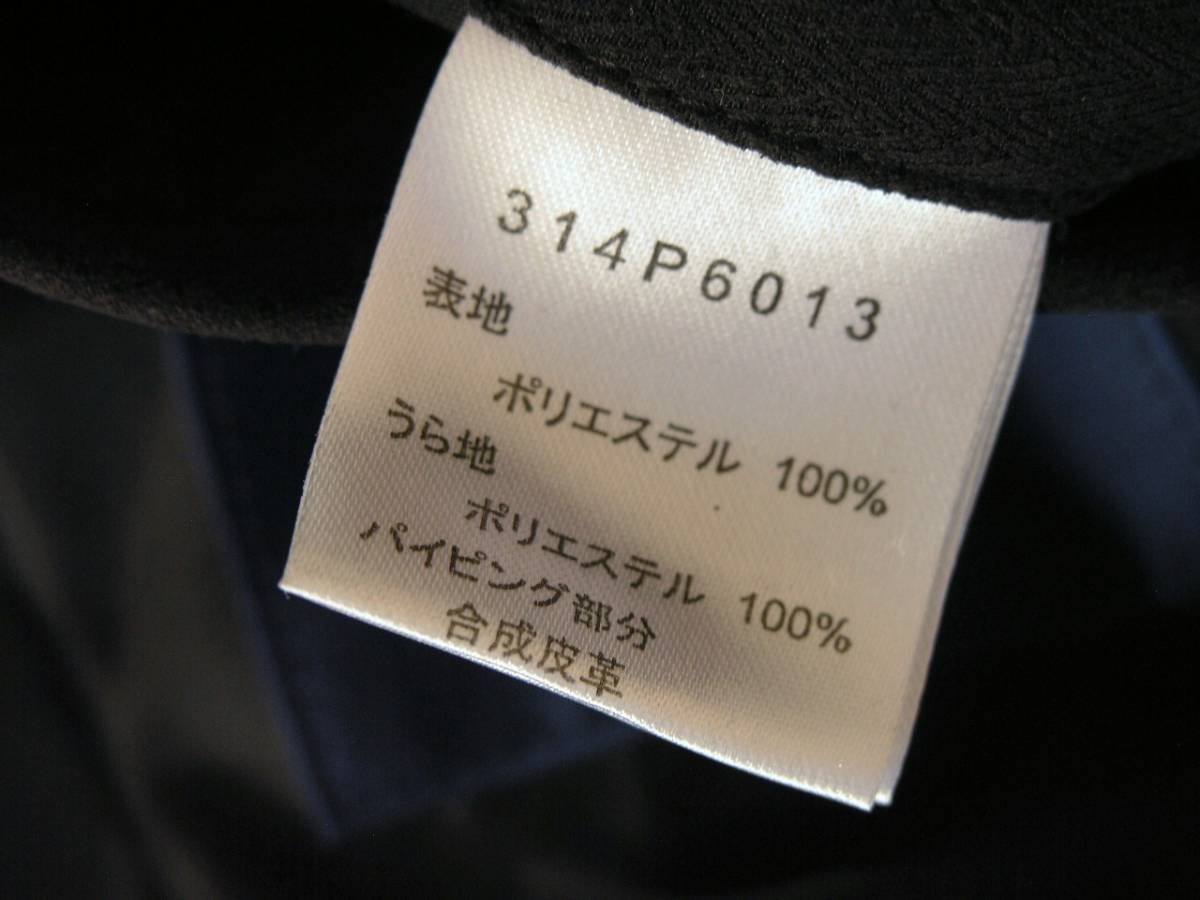 314P6013
表地
ポリエステル 100%
うら地
ポリエステル 100%
パイピング部分
合成皮革